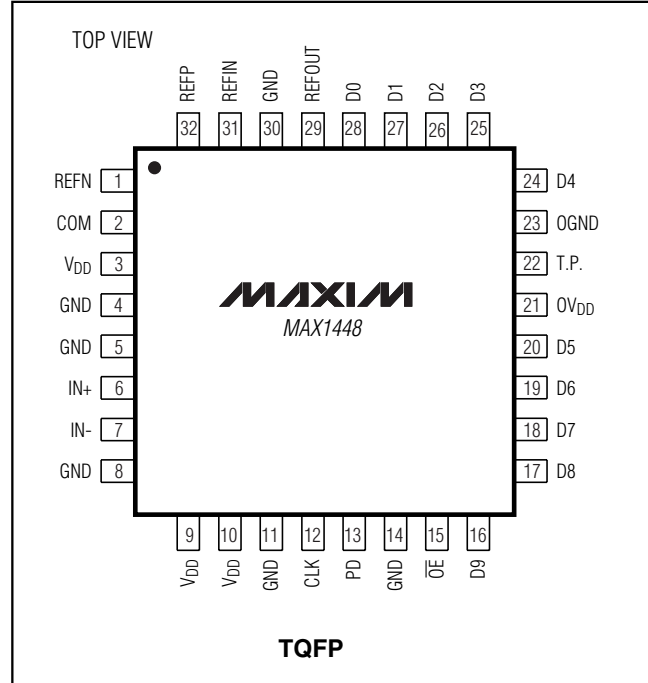 TOP VIEW
REFP REFIN GND REFOUT D0 D1 D2 D3
32 31 30 29 28 27 26 25
REFN 1
COM 2
VDD 3
GND 4
GND 5
IN+ 6
IN- 7
GND 8
MAXIM
MAX1448
24 D4
23 OGND
22 T.P.
21 OVDD
20 D5
19 D6
18 D7
17 D8
9 10 11 12 13 14 15 16
VDD VDD GND CLK PD GND O̅E̅ D9
TQFP